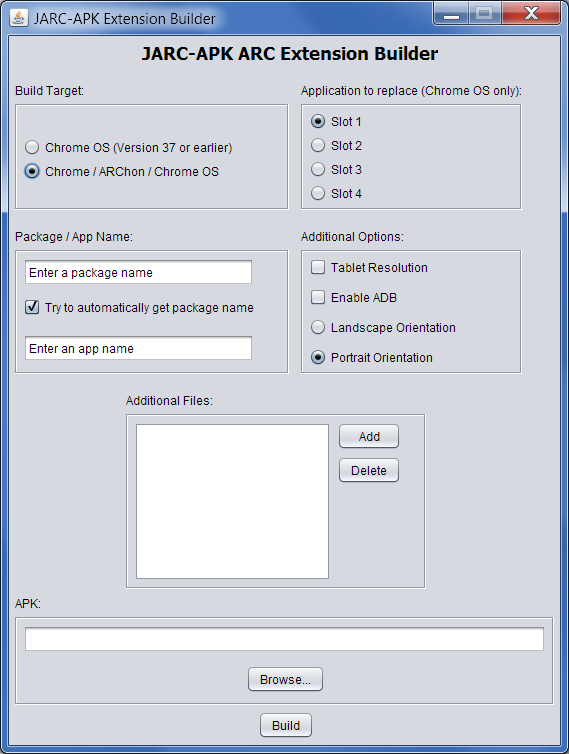 JARC-APK Extension Builder
JARC-APK ARC Extension Builder
Build Target:
Chrome OS (Version 37 or earlier)
Chrome / ARChon / Chrome OS
Application to replace (Chrome OS only):
Slot 1
Slot 2
Slot 3
Slot 4
Package / App Name:
Enter a package name
Try to automatically get package name
Enter an app name
Additional Options:
Tablet Resolution
Enable ADB
Landscape Orientation
Portrait Orientation
Additional Files:
Add
Delete
APK:
Browse...
Build